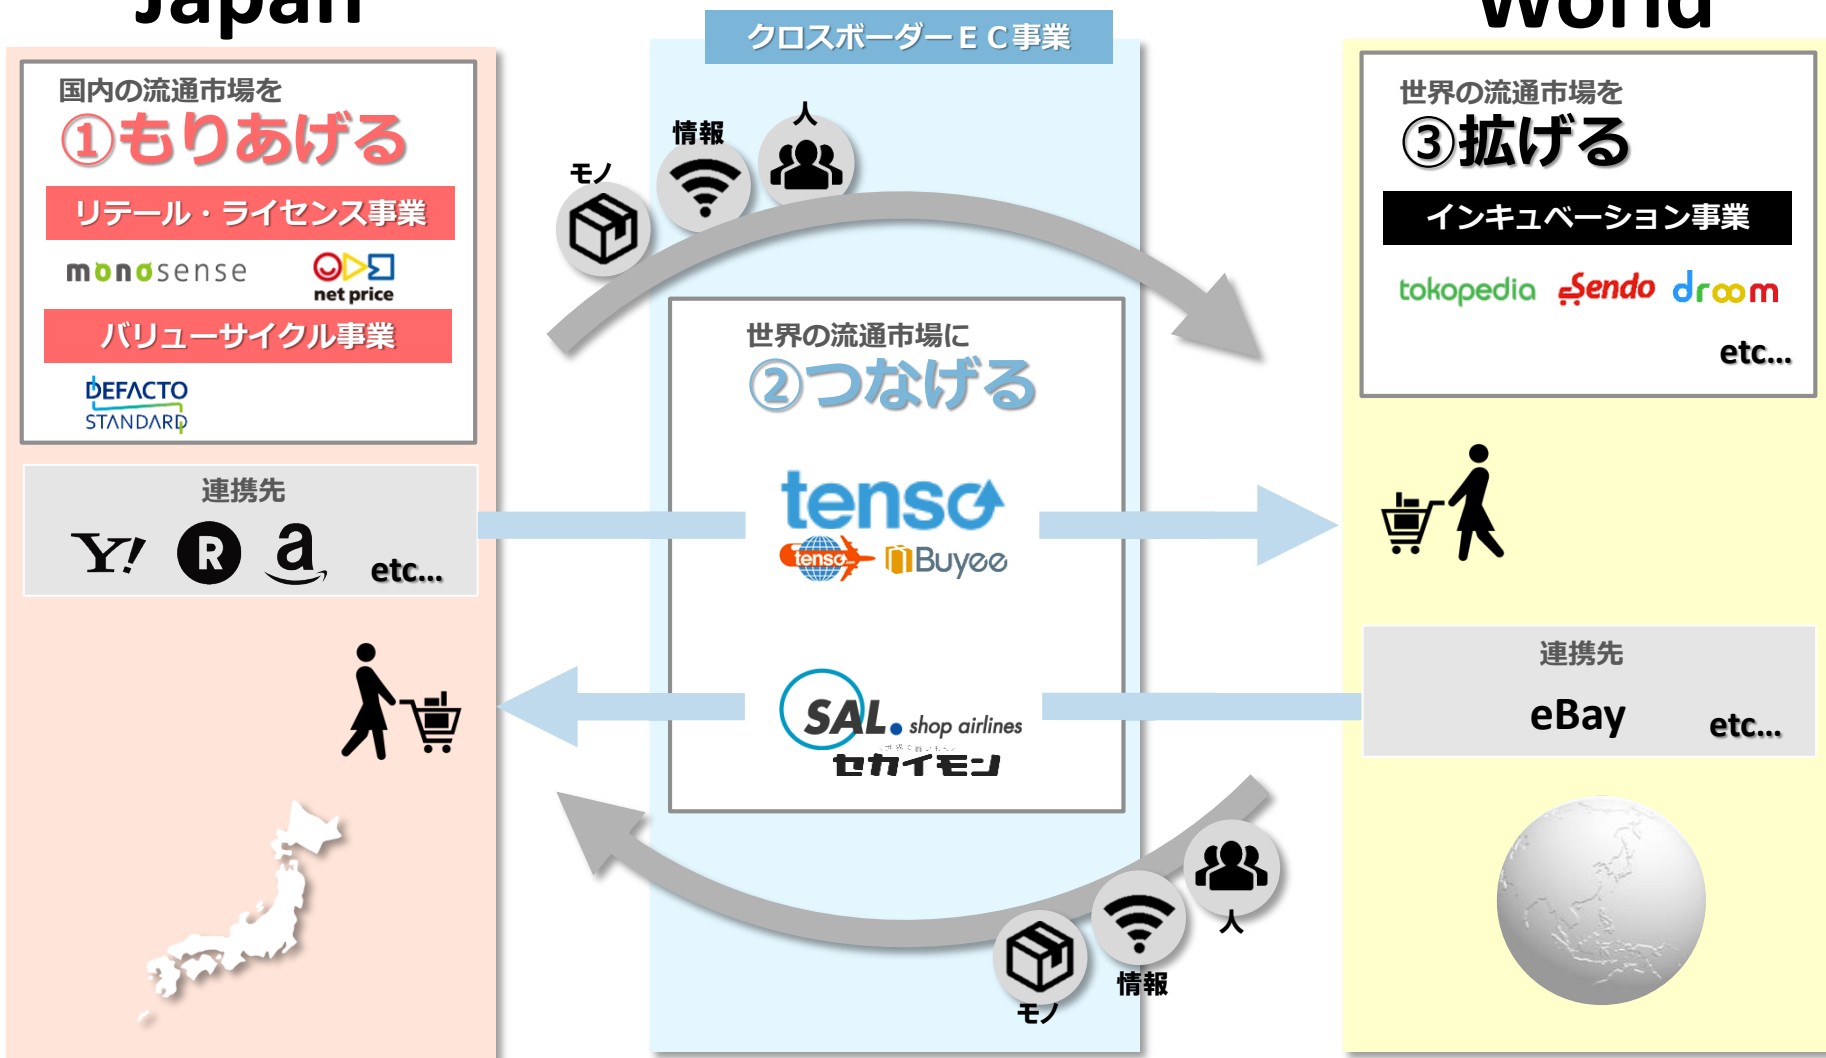 Japan
World
クロスボーダーＥＣ事業
国内の流通市場を
①もりあげる
リテール・ライセンス事業
monosense
net price
バリューサイクル事業
DEFACTO
STANDARD
連携先
Y!
R
a
etc...
モノ
情報
人
世界の流通市場に
②つなげる
tenso
tenso
Buyee
SAL. shop airlines
セカイモン
人
情報
モノ
世界の流通市場を
③拡げる
インキュベーション事業
tokopedia
Sendo
droom
etc...
連携先
eBay
etc...